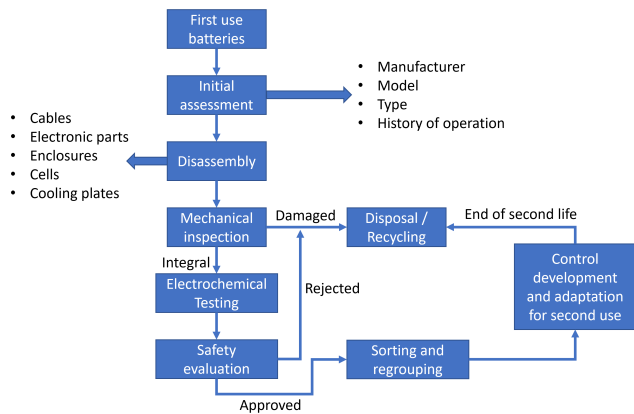 First use
batteries
Initial
assessment
• Manufacturer
• Model
• Type
• History of operation
• Cables
• Electronic parts
• Enclosures
• Cells
• Cooling plates
Disassembly
Mechanical
inspection
Damaged
Disposal /
Recycling
End of second life
Integral
Electrochemical
Testing
Rejected
Control
development
and adaptation
for second use
Safety
evaluation
Sorting and
regrouping
Approved